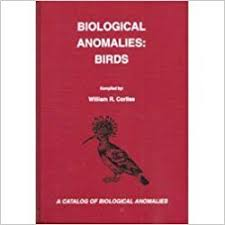 BIOLOGICAL
ANOMALIES:
BIRDS
Compiled by:
William R. Corliss
A CATALOG OF BIOLOGICAL ANOMALIES